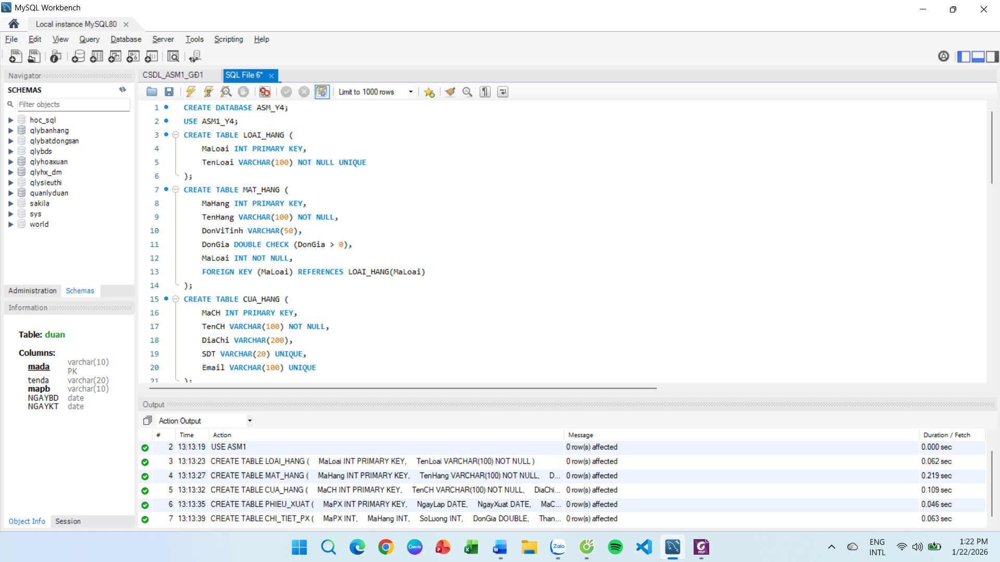 MySQL Workbench
Local instance MySQL80
File Edit View Query Database Server Tools Scripting Help
Navigator
SCHEMAS
Filter objects
hoc_sql
qlybanhang
qlybatdongsan
qlybds
qlyhoaxuan
qlyhx_dm
qlysieuthi
quanlyduan
sakila
sys
world
Administration Schemas
Information
Table: duan
Columns:
mada varchar(10) PK
tenda varchar(20)
mapb varchar(10)
NGAYBD date
NGAYKT date
Object Info Session
CSDL_ASM1_GĐ1 SQL File 6*
Limit to 1000 rows
1 CREATE DATABASE ASM_Y4;
2 USE ASM1_Y4;
3 CREATE TABLE LOAI_HANG (
4 MaLoai INT PRIMARY KEY,
5 TenLoai VARCHAR(100) NOT NULL UNIQUE
6 );
7 CREATE TABLE MAT_HANG (
8 MaHang INT PRIMARY KEY,
9 TenHang VARCHAR(100) NOT NULL,
10 DonViTinh VARCHAR(50),
11 DonGia DOUBLE CHECK (DonGia > 0),
12 MaLoai INT NOT NULL,
13 FOREIGN KEY (MaLoai) REFERENCES LOAI_HANG(MaLoai)
14 );
15 CREATE TABLE CUA_HANG (
16 MaCH INT PRIMARY KEY,
17 TenCH VARCHAR(100) NOT NULL,
18 DiaChi VARCHAR(200),
19 SDT VARCHAR(20) UNIQUE,
20 Email VARCHAR(100) UNIQUE
21 );
Output
Action Output
# Time Action Message Duration / Fetch
2 13:13:19 USE ASM1 0 row(s) affected 0.000 sec
3 13:13:23 CREATE TABLE LOAI_HANG ( MaLoai INT PRIMARY KEY, TenLoai VARCHAR(100) NOT NULL ) 0 row(s) affected 0.062 sec
4 13:13:27 CREATE TABLE MAT_HANG ( MaHang INT PRIMARY KEY, TenHang VARCHAR(100) NOT NULL, D... 0 row(s) affected 0.219 sec
5 13:13:32 CREATE TABLE CUA_HANG ( MaCH INT PRIMARY KEY, TenCH VARCHAR(100) NOT NULL, DiaChi... 0 row(s) affected 0.109 sec
6 13:13:35 CREATE TABLE PHIEU_XUAT ( MaPX INT PRIMARY KEY, NgayLap DATE, NgayXuat DATE, MaC... 0 row(s) affected 0.046 sec
7 13:13:39 CREATE TABLE CHI_TIET_PX ( MaPX INT, MaHang INT, SoLuong INT, DonGia DOUBLE, Than... 0 row(s) affected 0.063 sec
Canva
Zalo
PDF
ENG
INTL
1:22 PM
1/22/2026